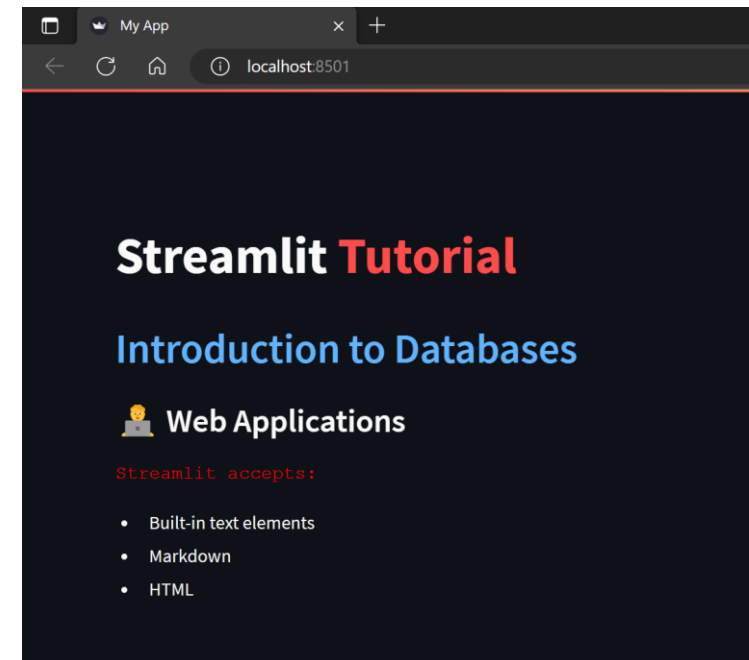 My App
localhost:8501
Streamlit Tutorial
Introduction to Databases
Web Applications
Streamlit accepts:
• Built-in text elements
• Markdown
• HTML